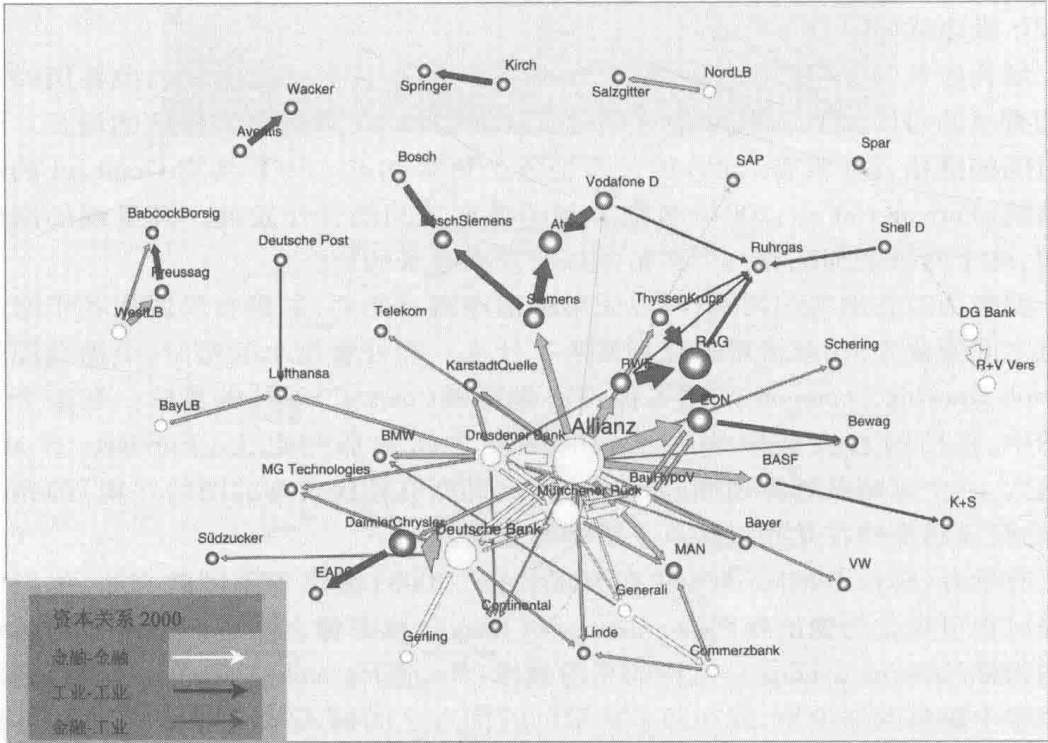 Kirch
Springer
NordLB
Salzgitter
Wacker
Aventis
Spar
Bosch
SAP
Vodafone D
BabcockBorsig
BoschSiemens
Shell D
Deutsche Post
Ruhrgas
Preussag
Siemens
ThyssenKrupp
WestLB
Telekom
DG Bank
RAG
Schering
R+V Vers
KarstadtQuelle
RWE
Lufthansa
EON
BayLB
Allianz
Bewag
BMW
Dresdener Bank
BASF
MG Technologies
BayHypoV
Münchener Rück
K+S
DaimlerChrysler
Deutsche Bank
Bayer
Südzucker
MAN
VW
EADS
Generali
Continental
Gerling
Linde
Commerzbank
资本关系 2000
金融-金融
工业-工业
金融-工业